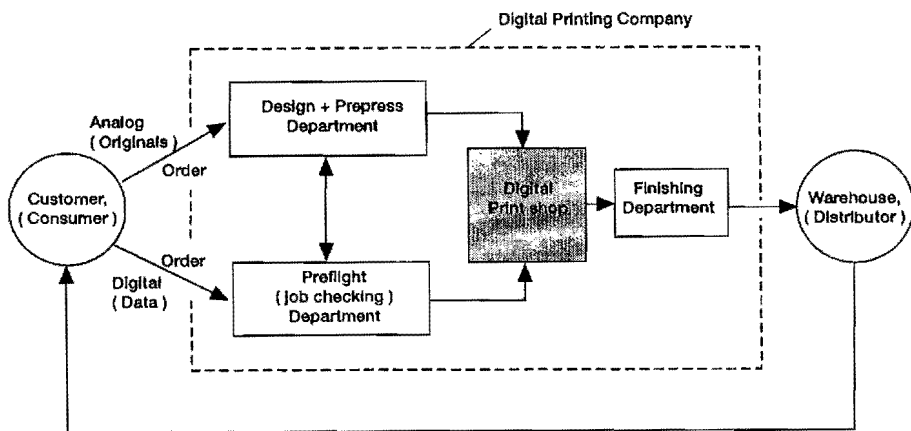 Digital Printing Company
Design + Prepress
Department
Analog
( Originals )
Order
Customer,
( Consumer )
Order
Digital
( Data )
Preflight
( job checking )
Department
Digital
Print shop
Finishing
Department
Warehouse,
( Distributor )